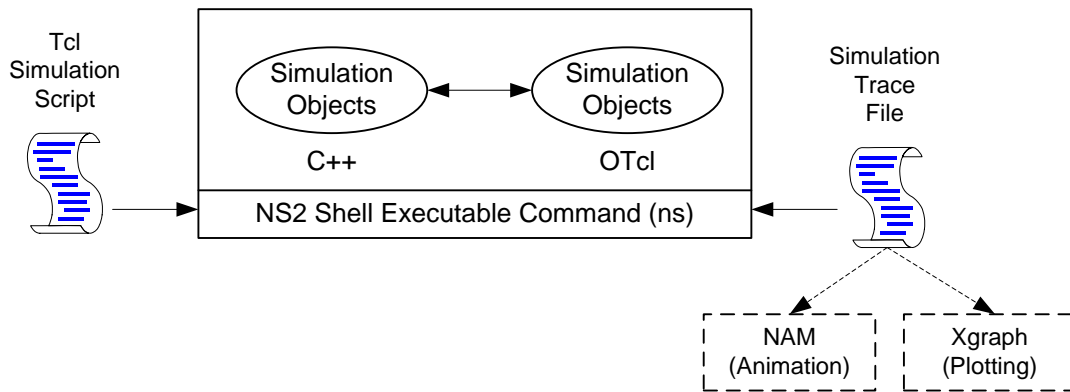 Tcl
Simulation
Script
Simulation
Objects
C++
Simulation
Objects
OTcl
NS2 Shell Executable Command (ns)
Simulation
Trace
File
NAM
(Animation)
Xgraph
(Plotting)